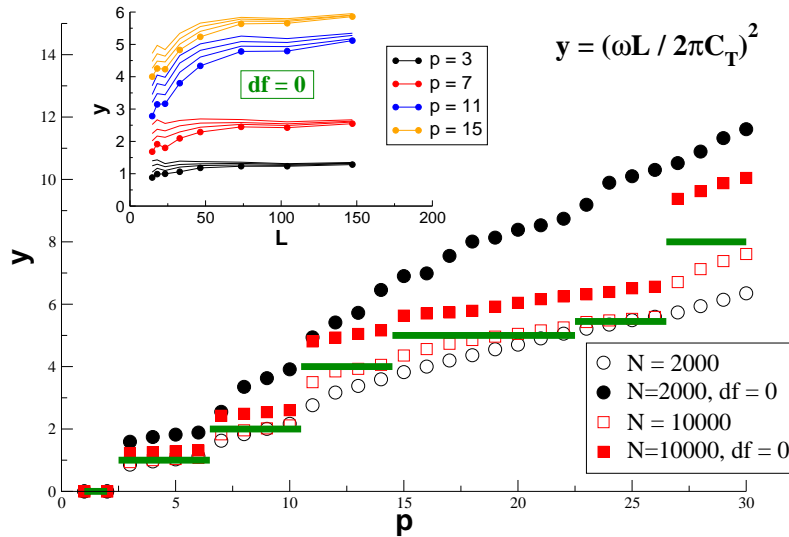 y = (ωL / 2πC_T)^2
6
5
4
3
2
1
0
y
0
50
100
150
200
L
df = 0
p = 3
p = 7
p = 11
p = 15
14
12
10
8
6
4
2
0
y
0
5
10
15
20
25
30
p
N = 2000
N=2000, df = 0
N = 10000
N=10000, df = 0